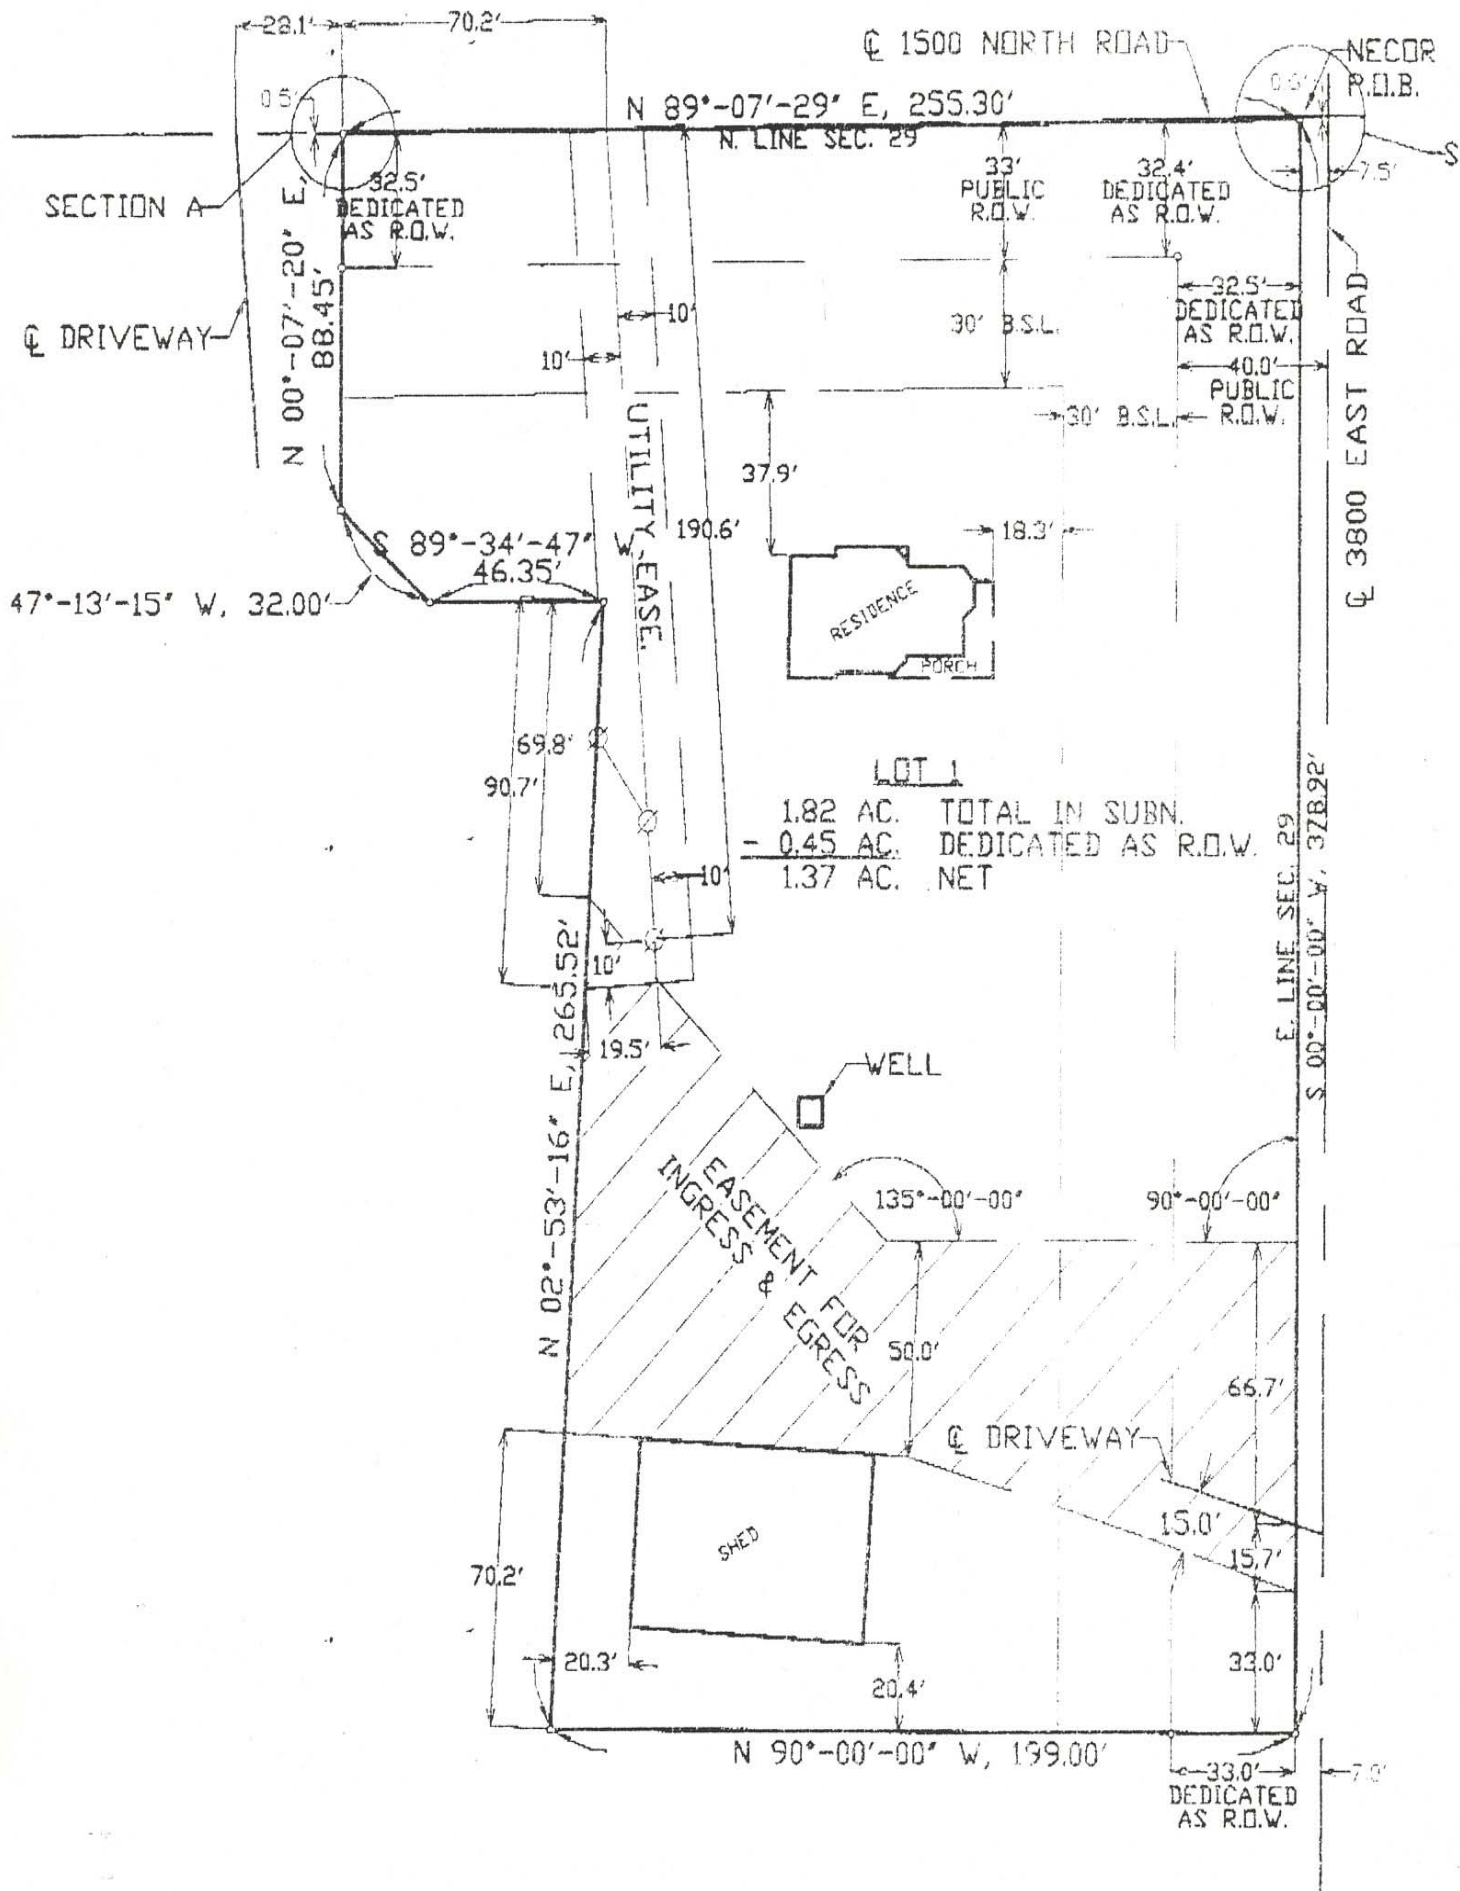 28.1'
70.2'
℄ 1500 NORTH ROAD
NECOR
P.O.B.
0.5'
0.6'
N 89°-07'-29" E, 255.30'
N. LINE SEC. 29
S
7.5'
SECTION A
32.5'
DEDICATED
AS R.O.W.
33'
PUBLIC
R.O.W.
32.4'
DEDICATED
AS R.O.W.
N 00°-07'-20" E,
88.45'
℄ DRIVEWAY
10'
10'
30' B.S.L.
32.5'
DEDICATED
AS R.O.W.
40.0'
PUBLIC
R.O.W.
30' B.S.L.
℄ 3800 EAST ROAD
UTILITY EASE.
37.9'
190.6'
18.3'
S 89°-34'-47" W,
46.35'
47°-13'-15" W, 32.00'
RESIDENCE
PORCH
69.8'
90.7'
LOT 1
1.82 AC. TOTAL IN SUBN.
- 0.45 AC. DEDICATED AS R.O.W.
1.37 AC. NET
10'
10'
19.5'
E. LINE SEC. 29
S 00°-00'-00" W, 378.92'
N 02°-53'-16" E, 265.52'
WELL
135°-00'-00"
90°-00'-00"
EASEMENT FOR
INGRESS & EGRESS
50.0'
66.7'
℄ DRIVEWAY
15.0'
15.7'
SHED
70.2'
20.3'
20.4'
33.0'
N 90°-00'-00" W, 199.00'
33.0'
DEDICATED
AS R.O.W.
7.0'